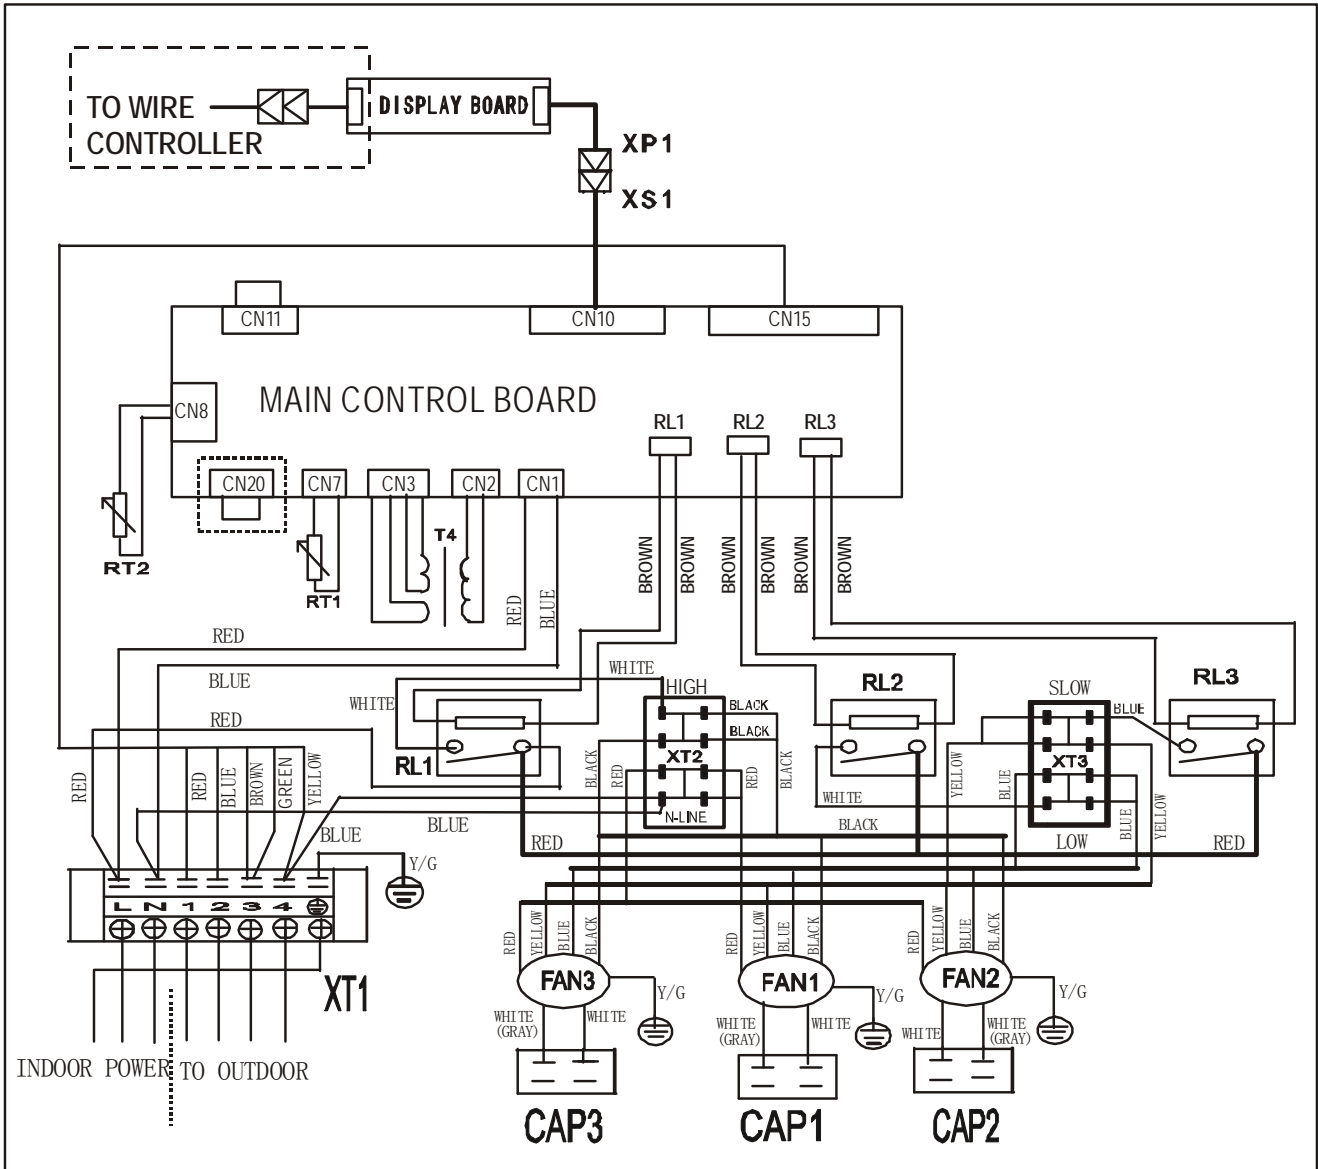 TO WIRE
CONTROLLER
DISPLAY BOARD
XP1
XS1
CN11
CN10
CN15
CN8
MAIN CONTROL BOARD
RL1
RL2
RL3
CN20
CN7
CN3
CN2
CN1
RT2
RT1
T4
BROWN
BROWN
BROWN
BROWN
BROWN
BROWN
RED
BLUE
RED
BLUE
WHITE
WHITE
HIGH
BLACK
BLACK
XT2
N-LINE
RL1
RL2
SLOW
BLUE
XT3
LOW
RL3
RED
RED
RED
BLUE
BROWN
GREEN
YELLOW
BLUE
BLUE
BLACK
RED
RED
BLACK
WHITE
YELLOW
BLUE
BLUE
YELLOW
BLACK
RED
RED
Y/G
L N 1 2 3 4
XT1
INDOOR POWER
TO OUTDOOR
RED
YELLOW
BLUE
BLACK
FAN3
Y/G
WHITE
(GRAY)
WHITE
CAP3
RED
YELLOW
BLUE
BLACK
FAN1
Y/G
WHITE
(GRAY)
WHITE
CAP1
RED
YELLOW
BLUE
BLACK
FAN2
Y/G
WHITE
WHITE
(GRAY)
CAP2